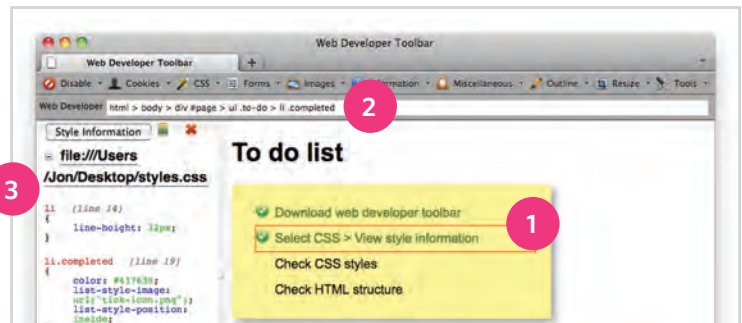 Web Developer Toolbar
Web Developer Toolbar +
Disable Cookies CSS Forms Images Information Miscellaneous Outline Resize Tools
Web Developer html > body > div #page > ul .to-do > li .completed
2
Style Information
file:///Users
/Jon/Desktop/styles.css
3
To do list
Download web developer toolbar
Select CSS > View style information
1
Check CSS styles
Check HTML structure
li (line 14)
{
line-height: 32px;
}
li.completed (line 19)
{
color: #417630;
list-style-image:
url("tick-icon.png");
list-style-position:
inside;